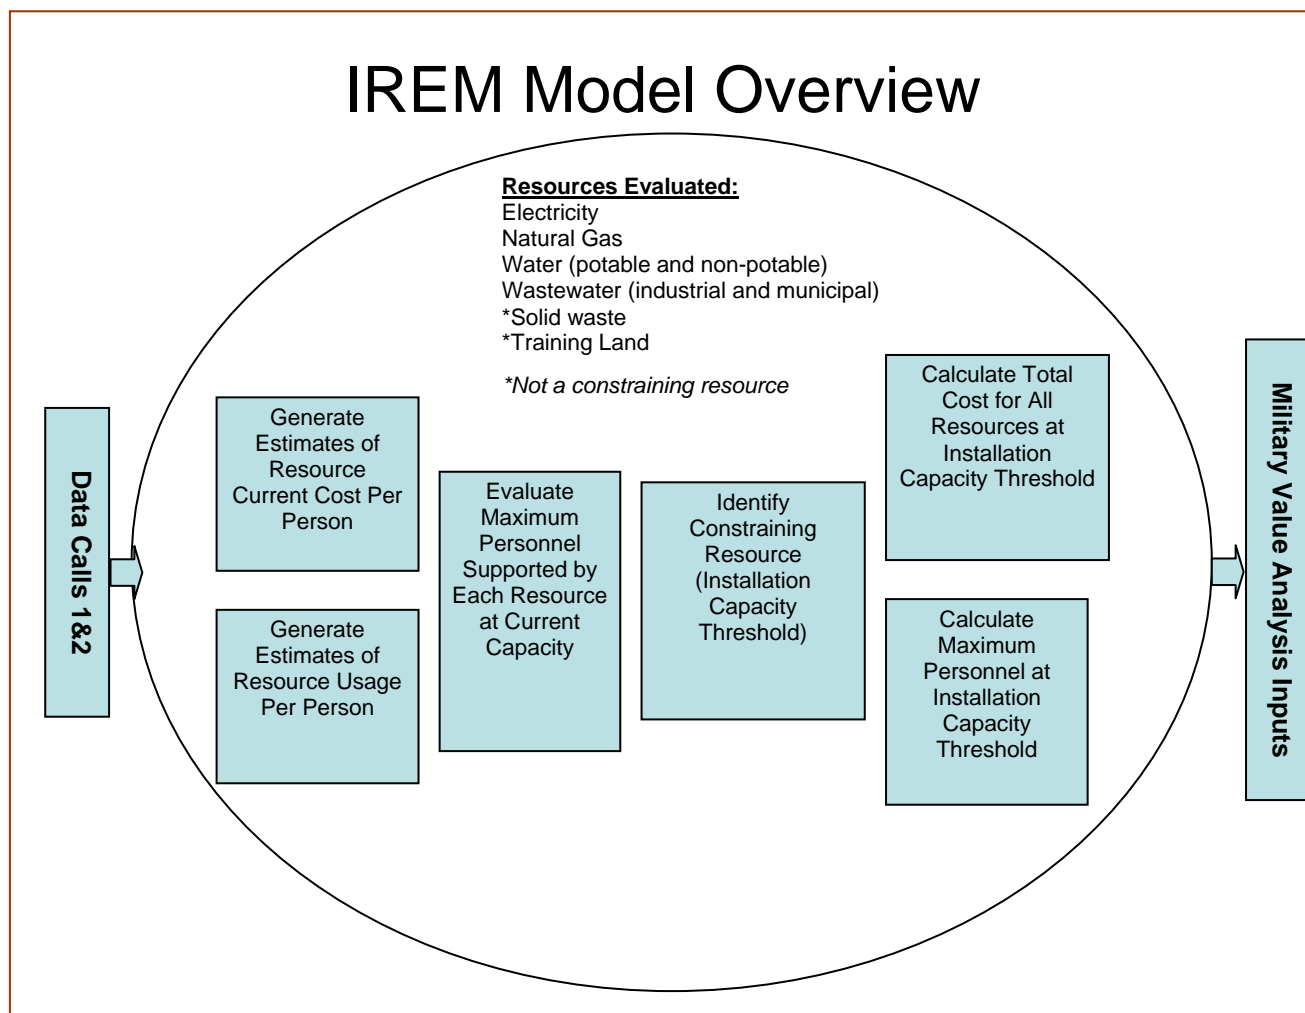 IREM Model Overview
Resources Evaluated:
Electricity
Natural Gas
Water (potable and non-potable)
Wastewater (industrial and municipal)
*Solid waste
*Training Land
*Not a constraining resource
Data Calls 1&2
Generate
Estimates of
Resource
Current Cost Per
Person
Generate
Estimates of
Resource Usage
Per Person
Evaluate
Maximum
Personnel
Supported by
Each Resource
at Current
Capacity
Identify
Constraining
Resource
(Installation
Capacity
Threshold)
Calculate Total
Cost for All
Resources at
Installation
Capacity Threshold
Calculate
Maximum
Personnel at
Installation
Capacity
Threshold
Military Value Analysis Inputs